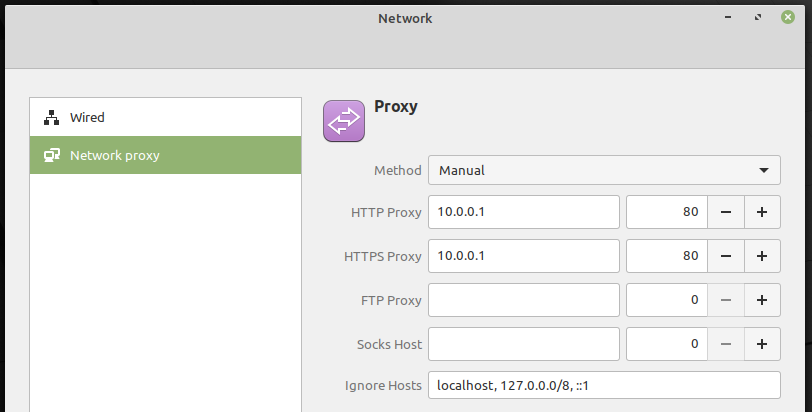 Network
Wired
Network proxy
Proxy
Method Manual
HTTP Proxy 10.0.0.1 80
HTTPS Proxy 10.0.0.1 80
FTP Proxy 0
Socks Host 0
Ignore Hosts localhost, 127.0.0.0/8, ::1